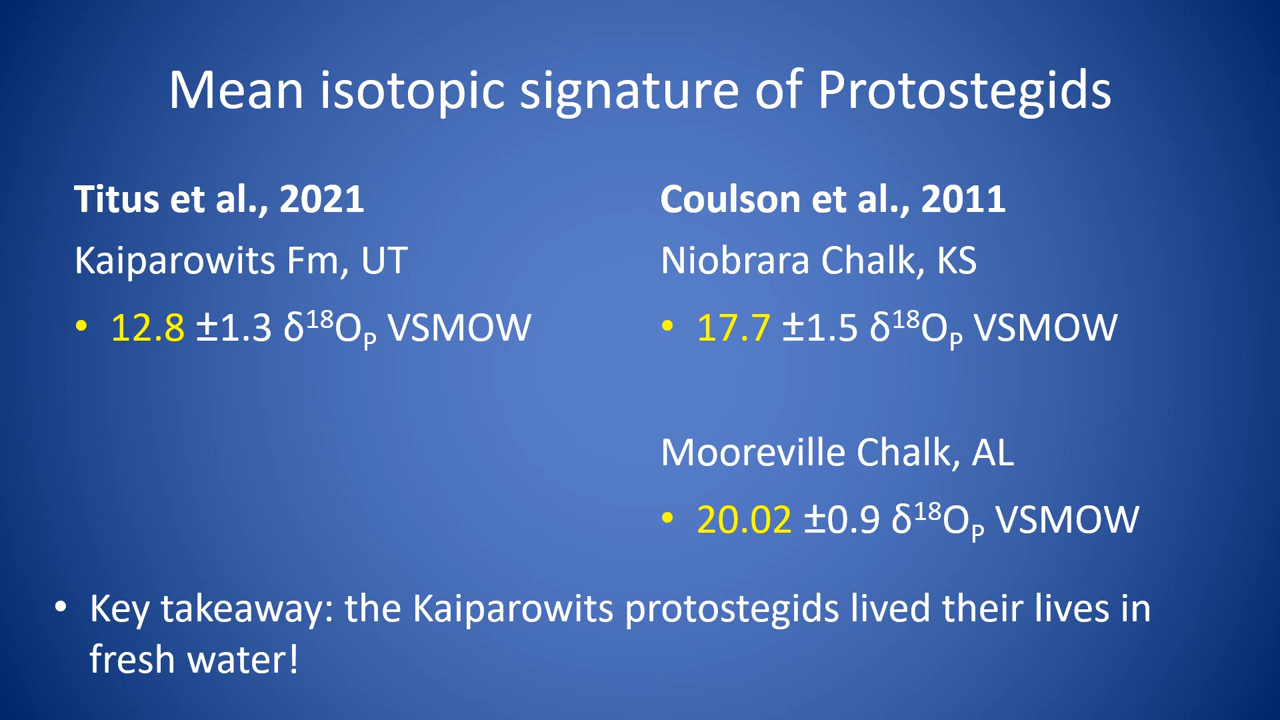 Mean isotopic signature of Protostegids
Titus et al., 2021
Kaiparowits Fm, UT
• 12.8 ±1.3 δ¹⁸Oₚ VSMOW
Coulson et al., 2011
Niobrara Chalk, KS
• 17.7 ±1.5 δ¹⁸Oₚ VSMOW
Mooreville Chalk, AL
• 20.02 ±0.9 δ¹⁸Oₚ VSMOW
• Key takeaway: the Kaiparowits protostegids lived their lives in
fresh water!